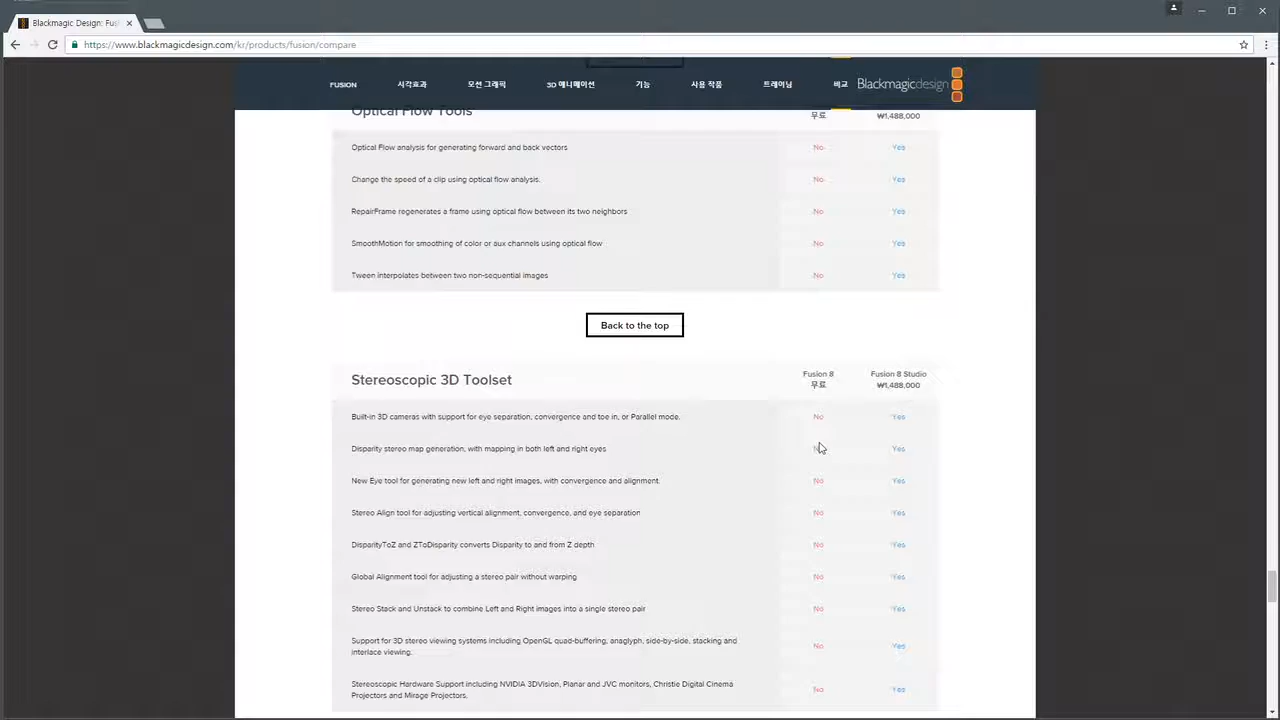 Blackmagic Design: Fus
https://www.blackmagicdesign.com/kr/products/fusion/compare
FUSION 시각효과 모션 그래픽 3D 애니메이션 기능 사용 작품 트레이닝 비교 Blackmagicdesign
Optical Flow Tools 무료 ₩1,488,000
Optical Flow analysis for generating forward and back vectors No Yes
Change the speed of a clip using optical flow analysis. No Yes
RepairFrame regenerates a frame using optical flow between its two neighbors No Yes
SmoothMotion for smoothing of color or aux channels using optical flow No Yes
Tween interpolates between two non-sequential images No Yes
Back to the top
Stereoscopic 3D Toolset Fusion 8 Fusion 8 Studio
무료 ₩1,488,000
Built-in 3D cameras with support for eye separation, convergence and toe in, or Parallel mode. No Yes
Disparity stereo map generation, with mapping in both left and right eyes Yes
New Eye tool for generating new left and right images, with convergence and alignment. No Yes
Stereo Align tool for adjusting vertical alignment, convergence, and eye separation No Yes
DisparityToZ and ZToDisparity converts Disparity to and from Z depth No Yes
Global Alignment tool for adjusting a stereo pair without warping No Yes
Stereo Stack and Unstack to combine Left and Right images into a single stereo pair No Yes
Support for 3D stereo viewing systems including OpenGL quad-buffering, anaglyph, side-by-side, stacking and
interlace viewing. No Yes
Stereoscopic Hardware Support including NVIDIA 3DVision, Planar and JVC monitors, Christie Digital Cinema
Projectors and Mirage Projectors. No Yes